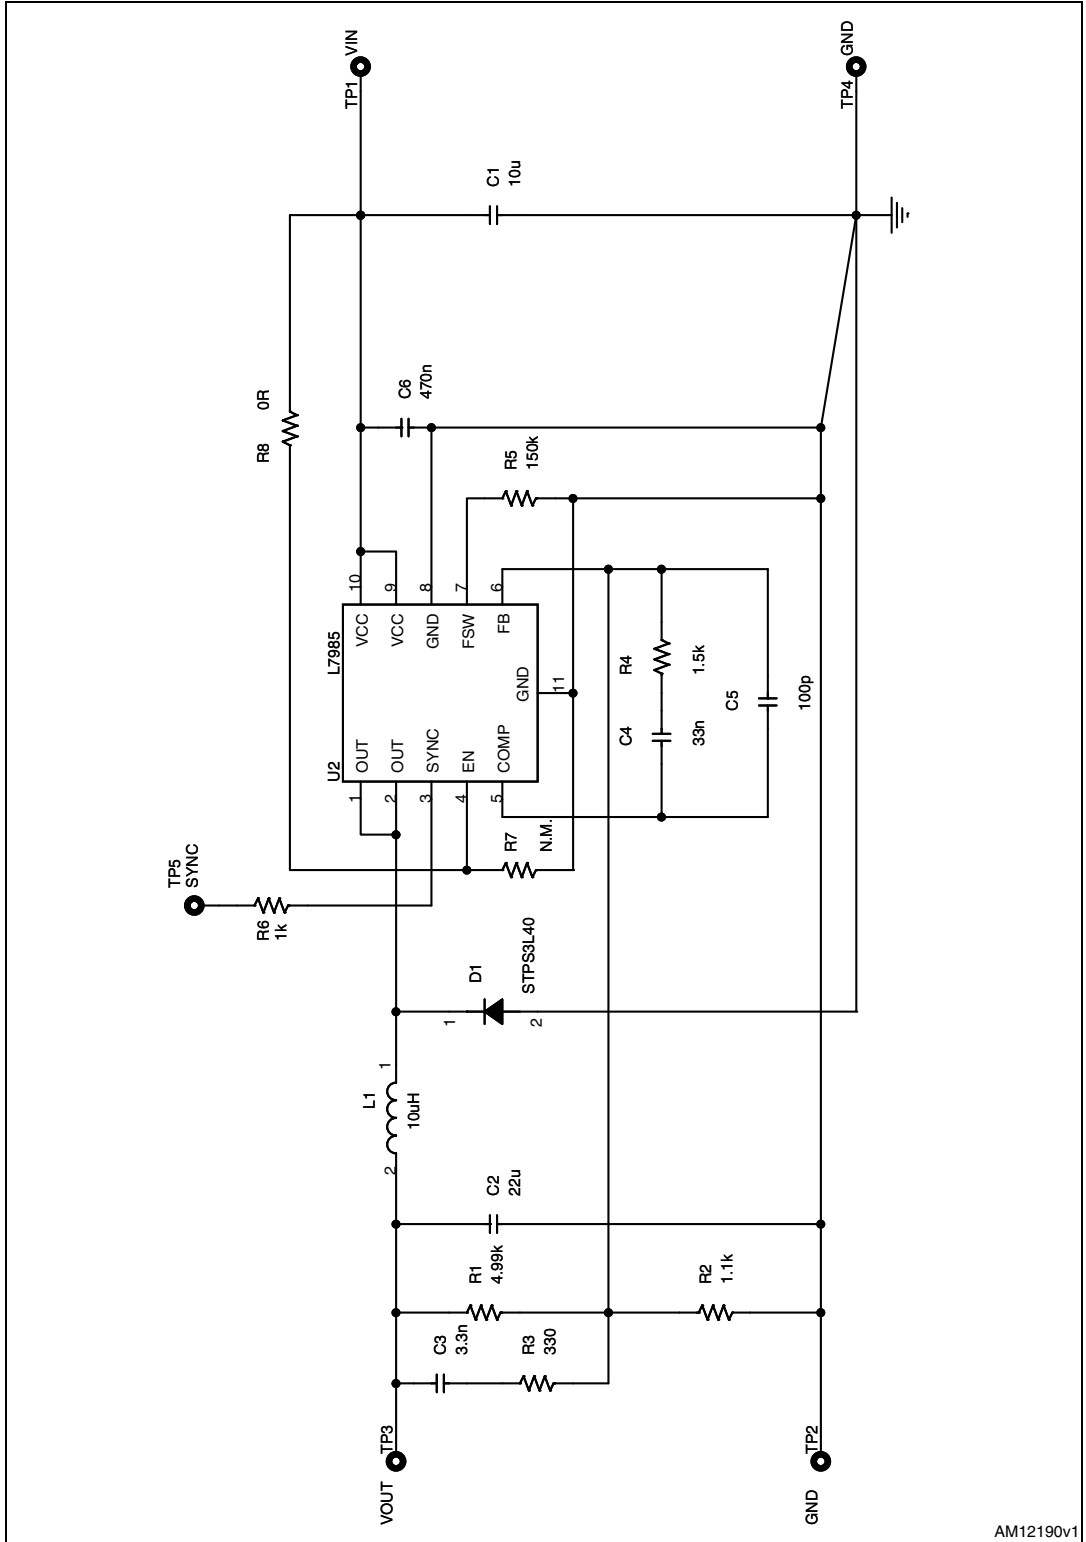 TP1
VIN
TP4
GND
C1
10u
R8
0R
C6
470n
R5
150k
10
9
8
7
6
L7985
U2
VCC
VCC
GND
FSW
FB
GND
11
OUT
OUT
SYNC
EN
COMP
1
2
3
4
5
R4
1.5k
C4
33n
C5
100p
R7
N.M.
TP5
SYNC
R6
1k
D1
STPS3L40
1
2
L1
10uH
1
2
C2
22u
R1
4.99k
R2
1.1k
C3
3.3n
R3
330
VOUT
TP3
GND
TP2
AM12190v1